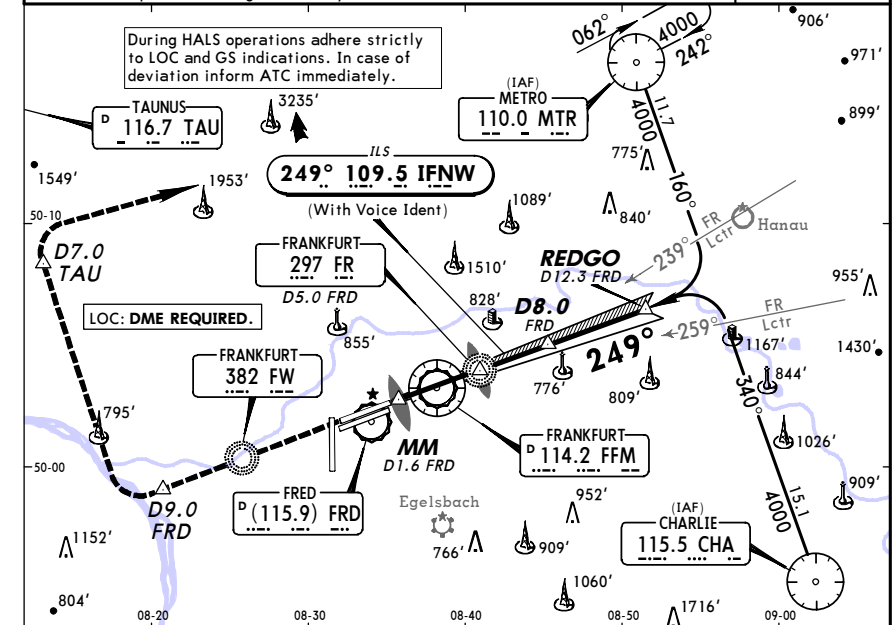 During HALS operations adhere strictly
to LOC and GS indications. In case of
deviation inform ATC immediately.
062°
4000
242°
906'
971'
899'
(IAF)
METRO
110.0 MTR
11.7
4000
TAUNUS
D 116.7 TAU
3235'
775'
160°
1549'
1953'
ILS
249° 109.5 IFNW
(With Voice Ident)
1089'
840'
FR
Lctr
239°
Hanau
50-10
D7.0
TAU
FRANKFURT
297 FR
D5.0 FRD
1510'
REDGO
D12.3 FRD
955'
828'
D8.0
FRD
LOC: DME REQUIRED.
855'
FR
Lctr
259°
249°
1167'
1430'
FRANKFURT
382 FW
776'
809'
844'
340°
795'
MM
D1.6 FRD
FRANKFURT
D 114.2 FFM
1026'
50-00
D9.0
FRD
FRED
D (115.9) FRD
Egelsbach
952'
15.1
4000
909'
(IAF)
CHARLIE
115.5 CHA
1152'
766'
909'
804'
1060'
1716'
08-20
08-30
08-40
08-50
09-00